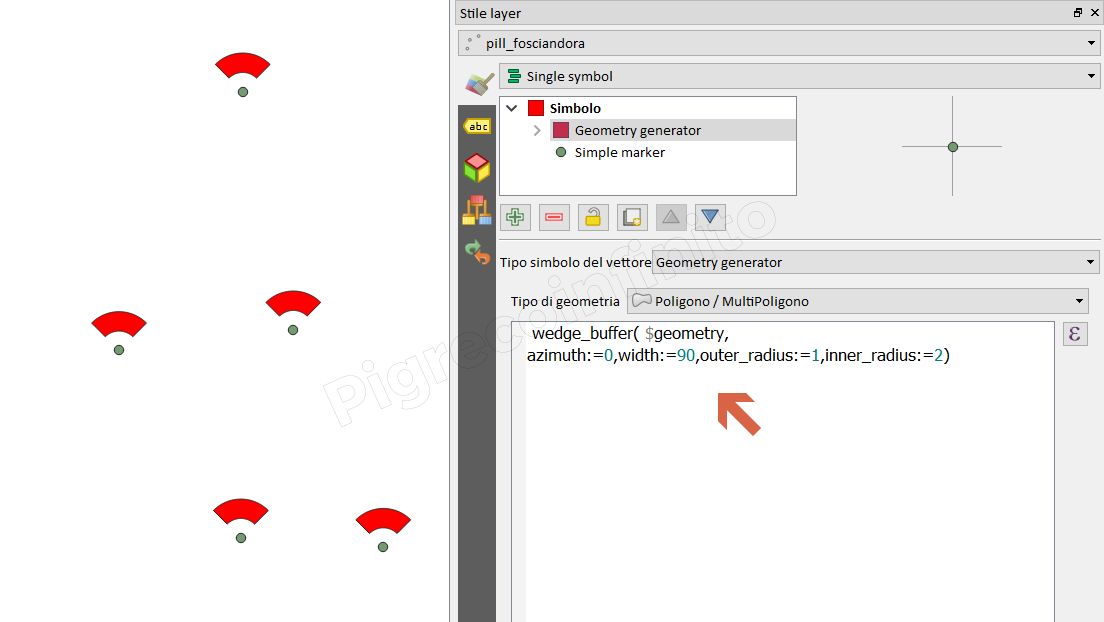 Stile layer
pill_fosciandora
Single symbol
Simbolo
abc
Geometry generator
Simple marker
Tipo simbolo del vettore Geometry generator
Tipo di geometria Poligono / MultiPoligono
wedge_buffer( $geometry,
azimuth:=0,width:=90,outer_radius:=1,inner_radius:=2)
ε
Pigrecoinfinito